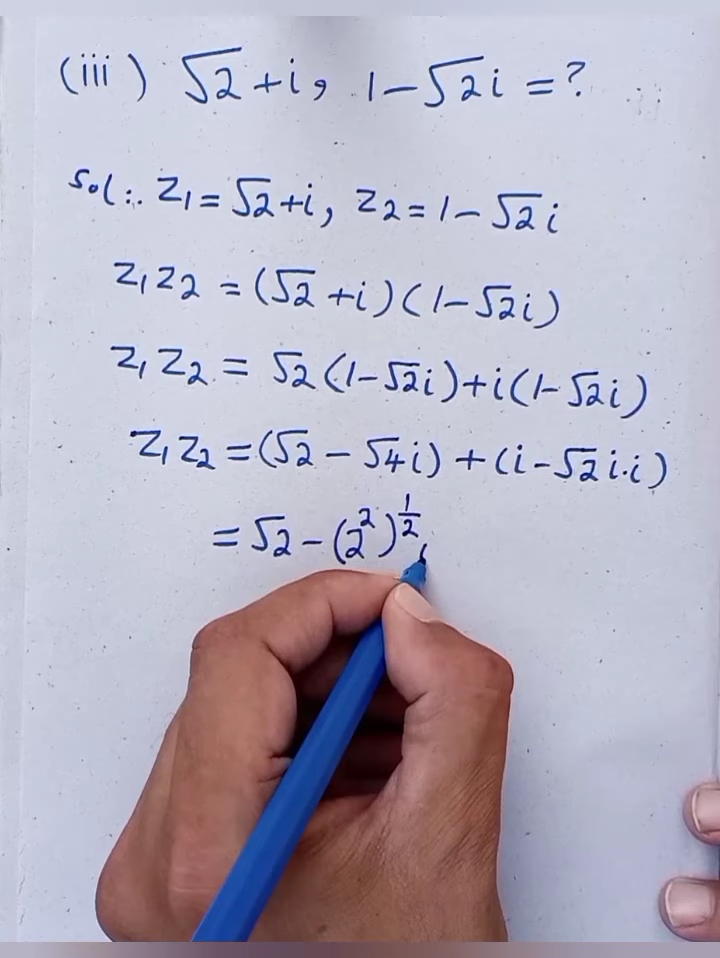 (iii) √2+i, 1-√2i =?
Sol:. Z₁=√2+i, Z₂=1-√2i
Z₁Z₂ =(√2+i)(1-√2i)
Z₁Z₂ = √2(1-√2i)+i(1-√2i)
Z₁Z₂ =(√2-√4i)+(i-√2i.i)
=√2-(2²)^(1/2)